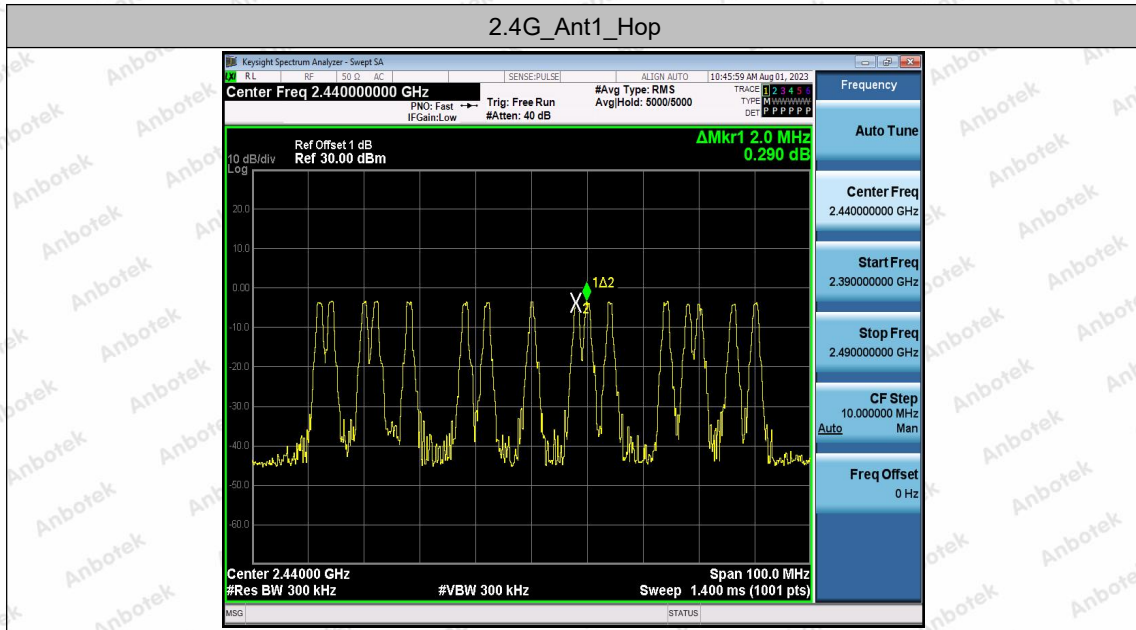 2.4G_Ant1_Hop
Keysight Spectrum Analyzer - Swept SA
RL RF 50 Ω AC SENSE:PULSE ALIGN AUTO 10:45:59 AM Aug 01, 2023
Center Freq 2.440000000 GHz
PNO: Fast
IFGain:Low
Trig: Free Run
#Atten: 40 dB
#Avg Type: RMS
Avg|Hold: 5000/5000
TRACE 1 2 3 4 5 6
TYPE M W W W W W
DET P P P P P P
Frequency
Auto Tune
Center Freq
2.440000000 GHz
Start Freq
2.390000000 GHz
Stop Freq
2.490000000 GHz
CF Step
10.000000 MHz
Auto Man
Freq Offset
0 Hz
ΔMkr1 2.0 MHz
0.290 dB
Ref Offset 1 dB
10 dB/div Ref 30.00 dBm
Log
20.0
10.0
0.00
-10.0
-20.0
-30.0
-40.0
-50.0
-60.0
1Δ2
X2
Center 2.44000 GHz Span 100.0 MHz
#Res BW 300 kHz #VBW 300 kHz Sweep 1.400 ms (1001 pts)
MSG STATUS
Anbotek